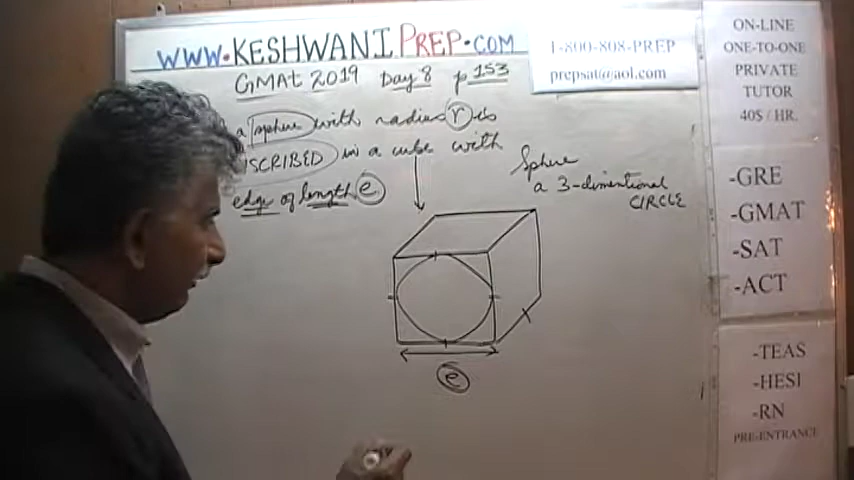 WWW.KESHWANIPREP.COM
GMAT 2019 Day 8 p 153
a sphere with radius r is
SCRIBED in a cube with
edge of length e
Sphere
a 3-dimentional
CIRCLE
e
1-800-808-PREP
prepsat@aol.com
ON-LINE
ONE-TO-ONE
PRIVATE
TUTOR
40$ / HR.
-GRE
-GMAT
-SAT
-ACT
-TEAS
-HESI
-RN
PRE-ENTRANCE